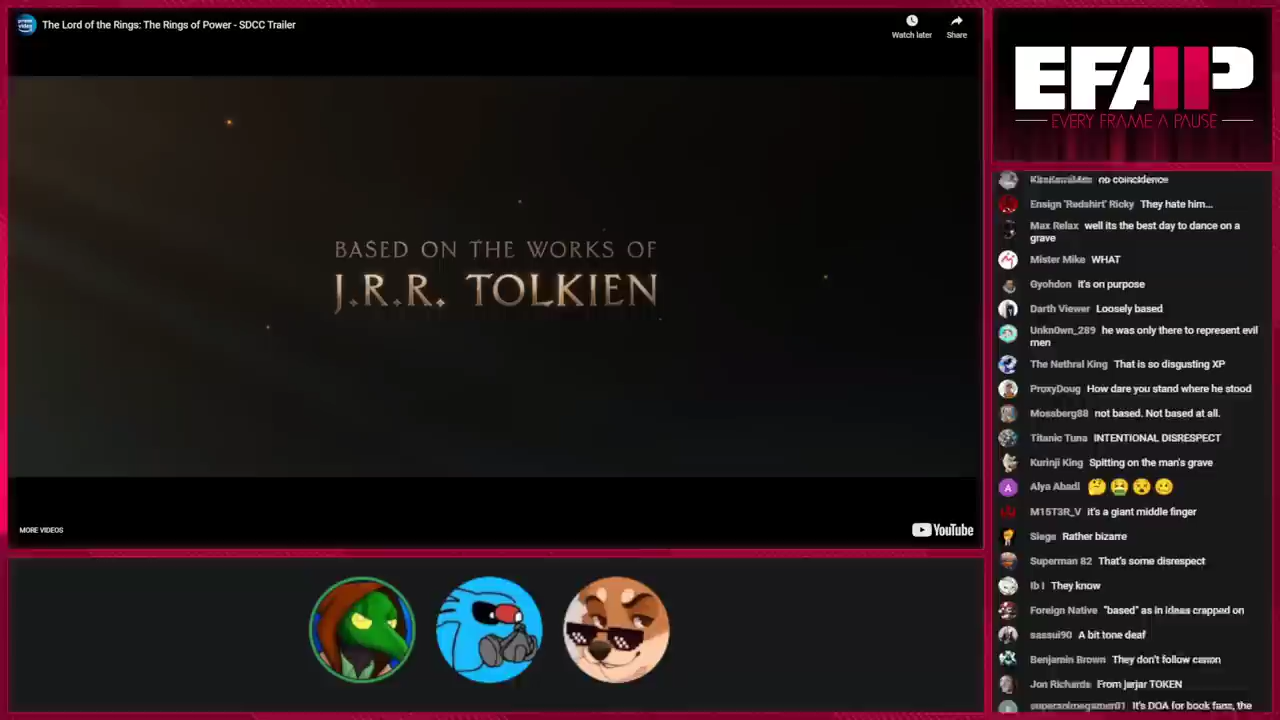 The Lord of the Rings: The Rings of Power - SDCC Trailer
Watch later
Share
BASED ON THE WORKS OF
J.R.R. TOLKIEN
MORE VIDEOS
YouTube
EFAP
EVERY FRAME A PAUSE
no coincidence
Ensign 'Redshirt' Ricky They hate him...
Max Relax well its the best day to dance on a
grave
Mister Mike WHAT
Gyohdon it's on purpose
Darth Viewer Loosely based
Unkn0wn_289 he was only there to represent evil
men
The Nethral King That is so disgusting XP
ProxyDoug How dare you stand where he stood
Mossberg88 not based. Not based at all.
Titanic Tuna INTENTIONAL DISRESPECT
Kurinji King Spitting on the man's grave
A Alya Abadi
M15T3R_V it's a giant middle finger
Siege Rather bizarre
Superman 82 That's some disrespect
Ib I They know
Foreign Native "based" as in ideas crapped on
sassui90 A bit tone deaf
Benjamin Brown They don't follow canon
Jon Richards From jarjar TOKEN
It's DOA for book fans, the